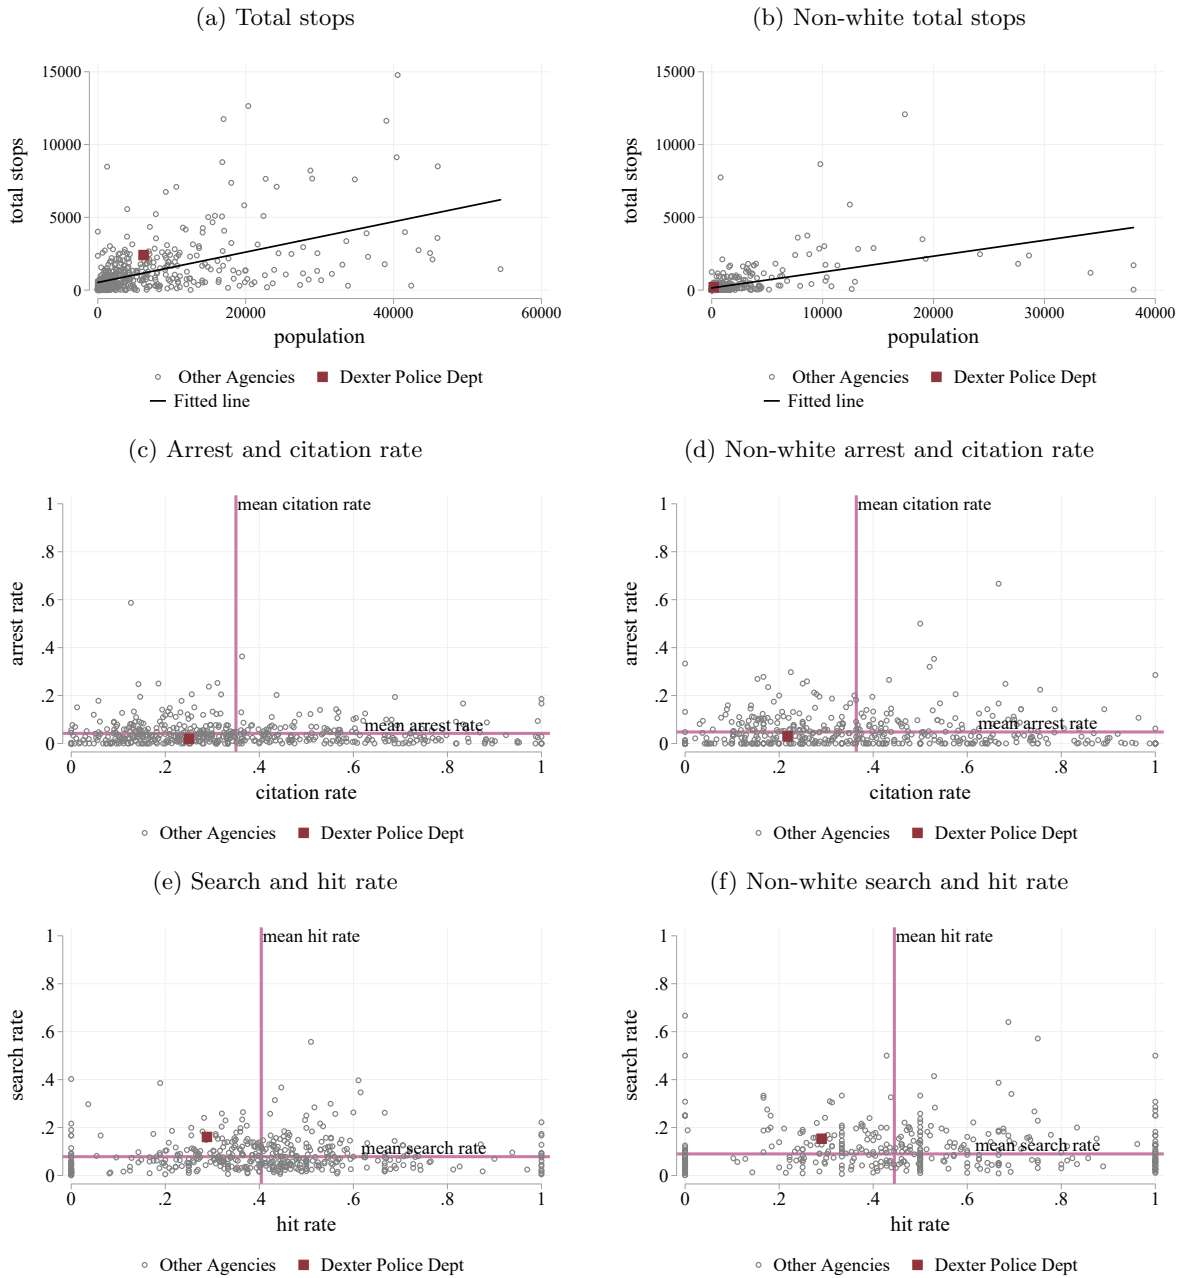 (a) Total stops
(b) Non-white total stops
15000
10000
5000
0
total stops
0
20000
40000
60000
population
Other Agencies
Dexter Police Dept
Fitted line
15000
10000
5000
0
total stops
0
10000
20000
30000
40000
population
Other Agencies
Dexter Police Dept
Fitted line
(c) Arrest and citation rate
(d) Non-white arrest and citation rate
1
.8
.6
.4
.2
0
arrest rate
mean citation rate
mean arrest rate
0
.2
.4
.6
.8
1
citation rate
Other Agencies
Dexter Police Dept
1
.8
.6
.4
.2
0
arrest rate
mean citation rate
mean arrest rate
0
.2
.4
.6
.8
1
citation rate
Other Agencies
Dexter Police Dept
(e) Search and hit rate
(f) Non-white search and hit rate
1
.8
.6
.4
.2
0
search rate
mean hit rate
mean search rate
0
.2
.4
.6
.8
1
hit rate
Other Agencies
Dexter Police Dept
1
.8
.6
.4
.2
0
search rate
mean hit rate
mean search rate
0
.2
.4
.6
.8
1
hit rate
Other Agencies
Dexter Police Dept